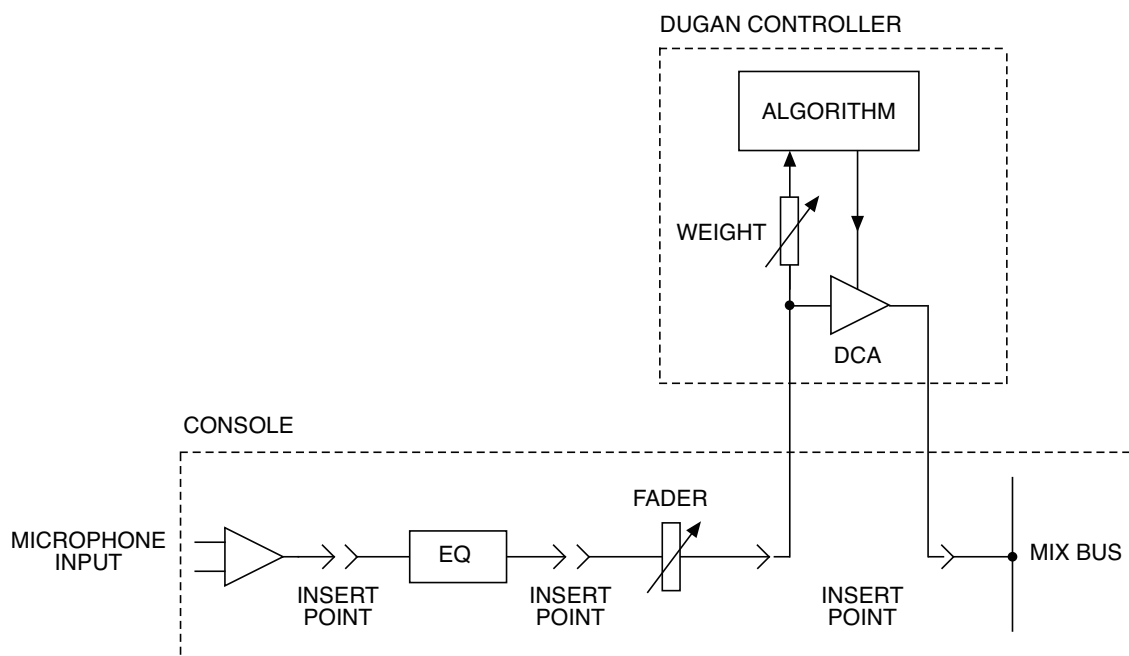 DUGAN CONTROLLER
ALGORITHM
WEIGHT
DCA
CONSOLE
FADER
MICROPHONE
INPUT
EQ
MIX BUS
INSERT
POINT
INSERT
POINT
INSERT
POINT